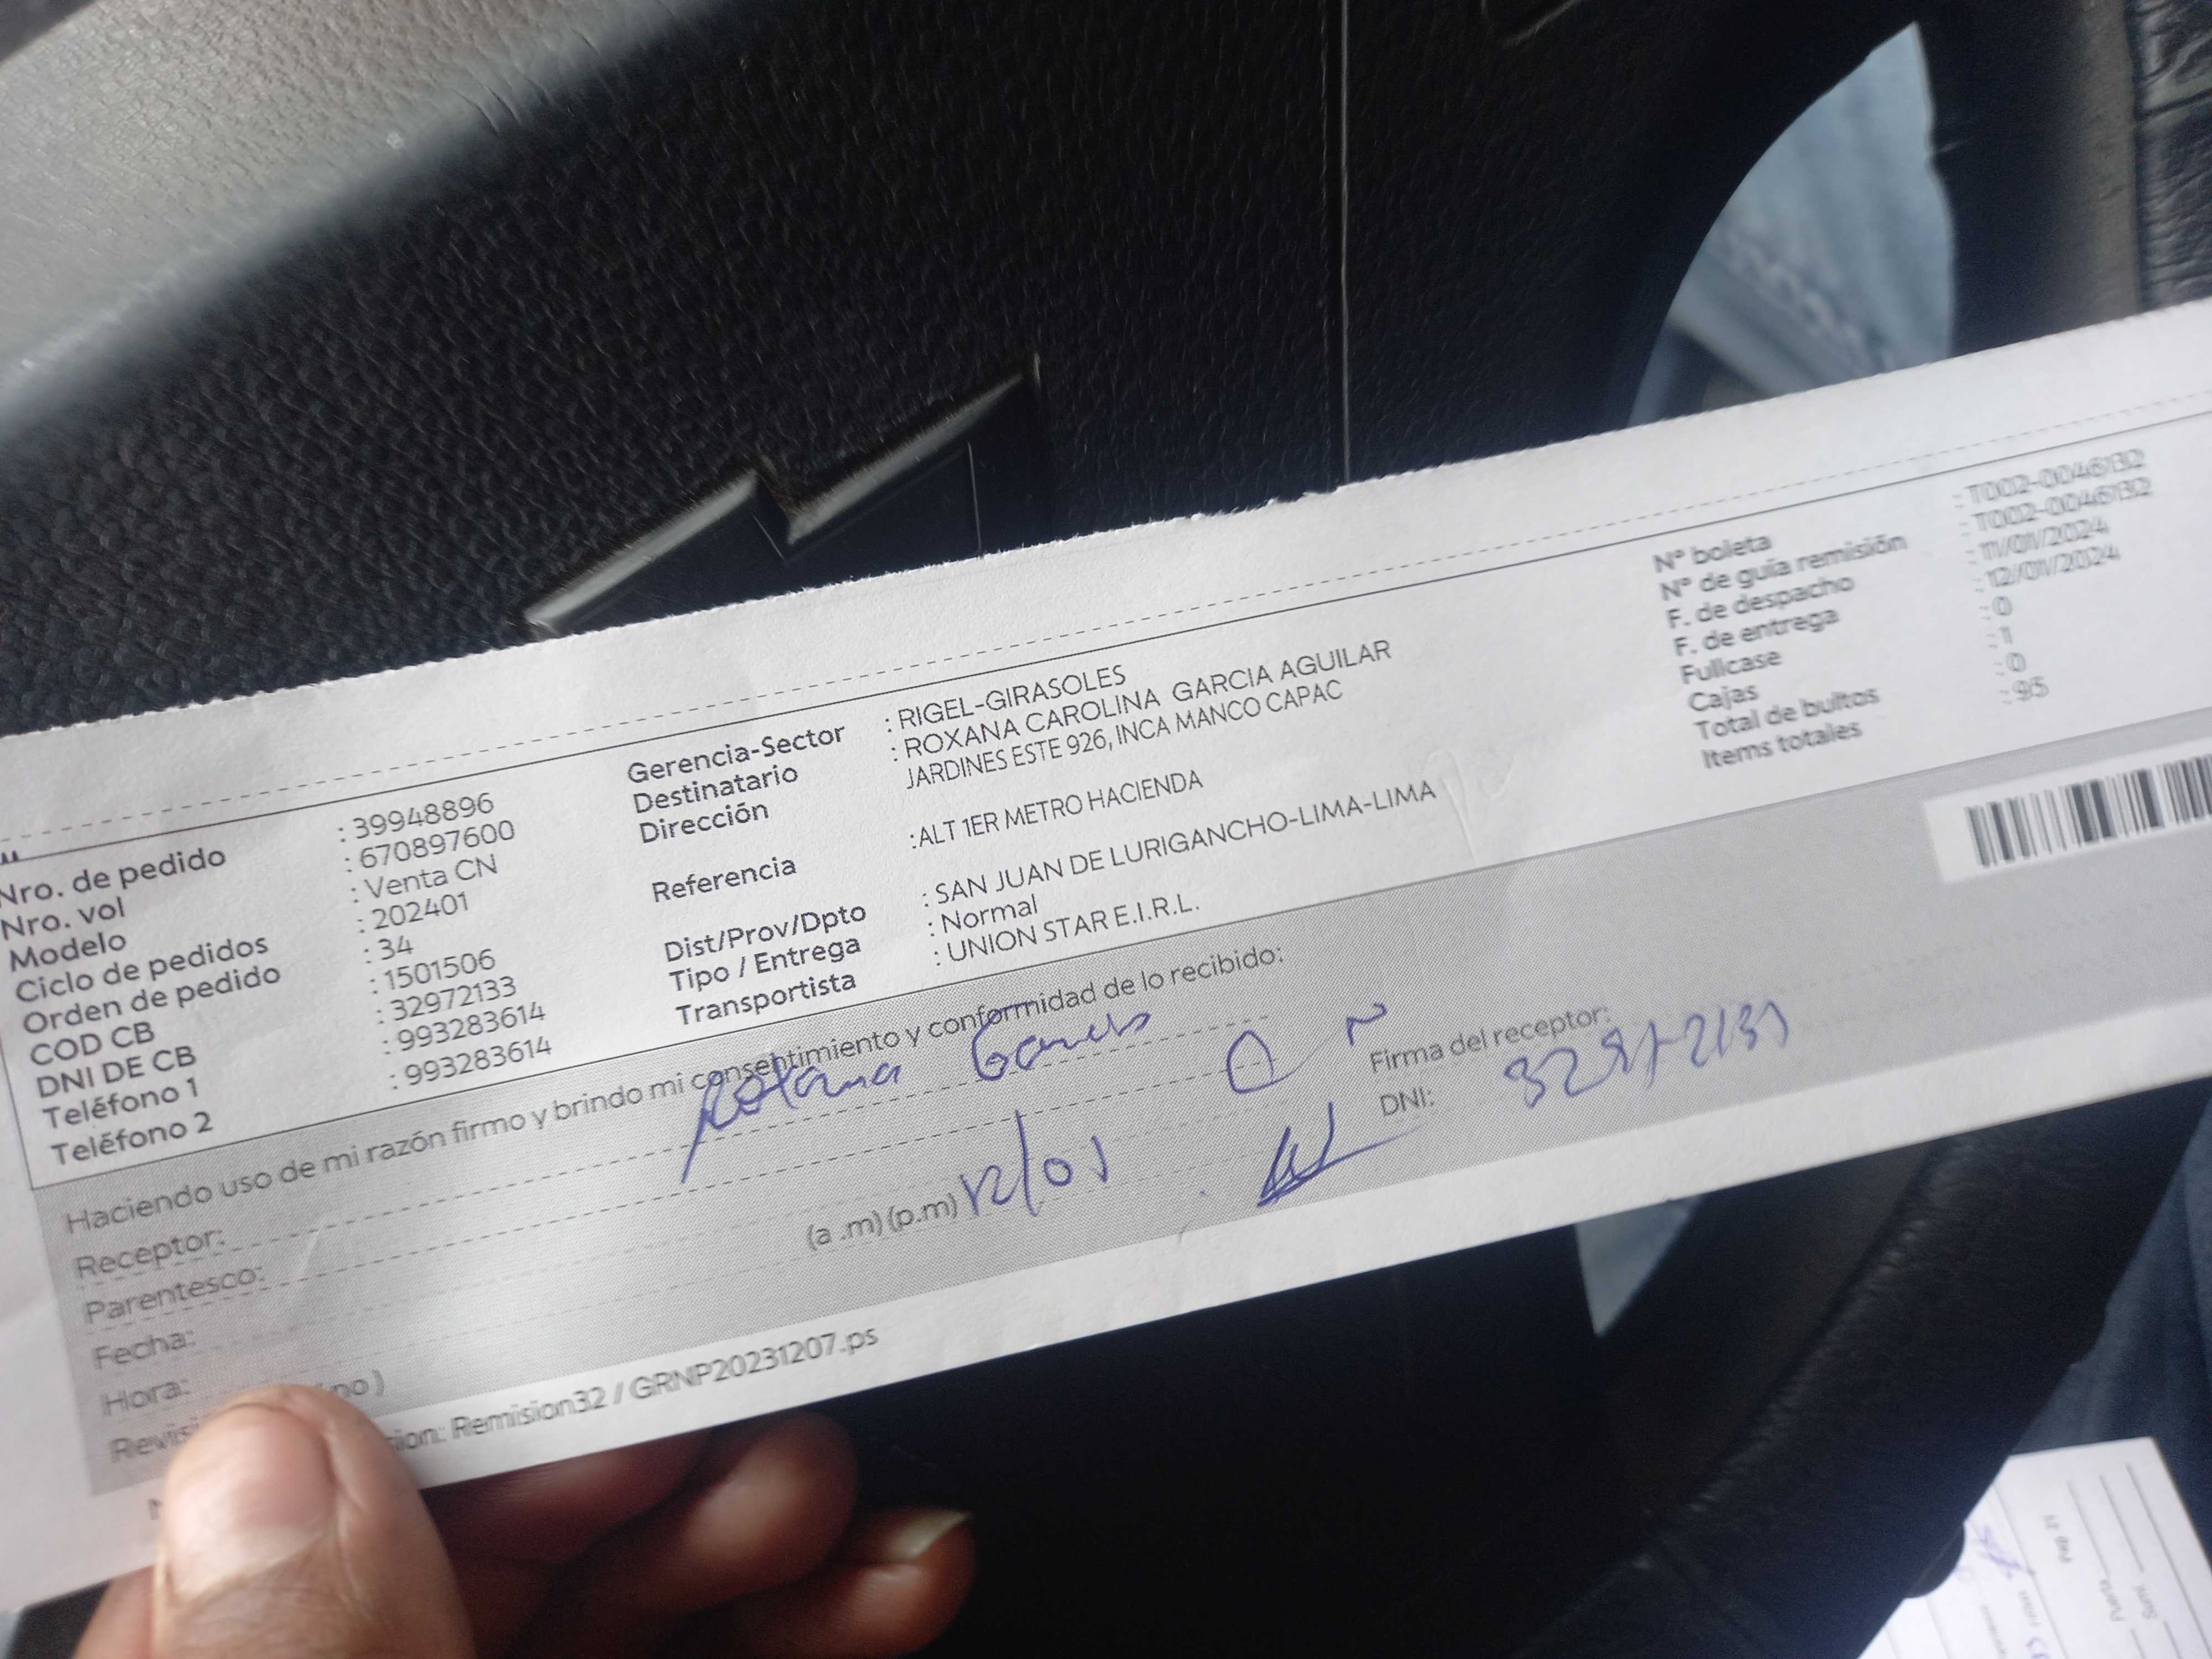 Nro. de pedido : 39948896
Nro. vol : 670897600
Modelo : Venta CN
Ciclo de pedidos : 202401
Orden de pedido : 34
COD CB : 1501506
DNI DE CB : 32972133
Teléfono 1 : 993283614
Teléfono 2 : 993283614
Gerencia-Sector : RIGEL-GIRASOLES
Destinatario : ROXANA CAROLINA GARCIA AGUILAR
Dirección JARDINES ESTE 926, INCA MANCO CAPAC
Referencia :ALT 1ER METRO HACIENDA
Dist/Prov/Dpto : SAN JUAN DE LURIGANCHO-LIMA-LIMA
Tipo / Entrega : Normal
Transportista : UNION STAR E.I.R.L.
N° boleta : T002-0046132
N° de guía remisión : T002-0046132
F. de despacho : 11/01/2024
F. de entrega : 12/01/2024
Fullcase : 0
Cajas : 1
Total de bultos : 0
Items totales : 95
Haciendo uso de mi razón firmo y brindo mi consentimiento y conformidad de lo recibido:
Receptor: Roxana
Parentesco:
Fecha: 12/01
Hora: (a .m) (p.m)
no )
Firma del receptor:
DNI:
Remision32 / GRNP20231207.ps